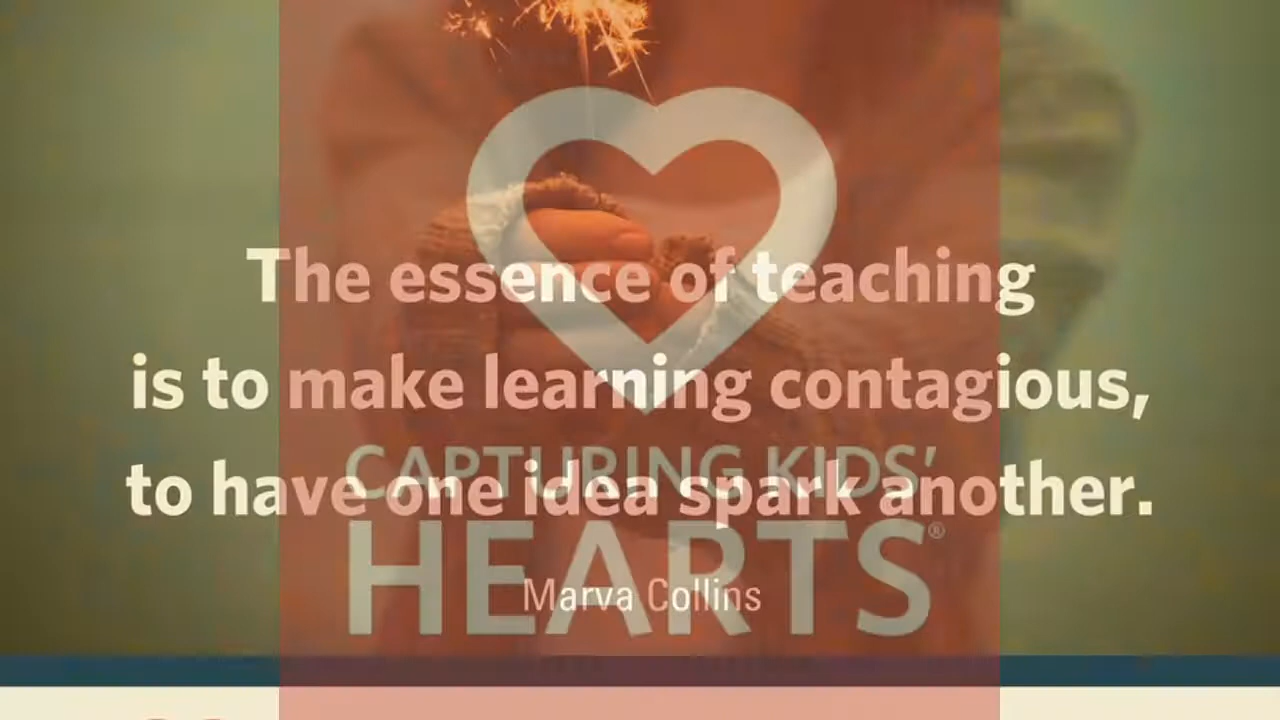 The essence of teaching
is to make learning contagious,
to have one idea spark another.
Marva Collins
CAPTURING KIDS'
HEARTS®